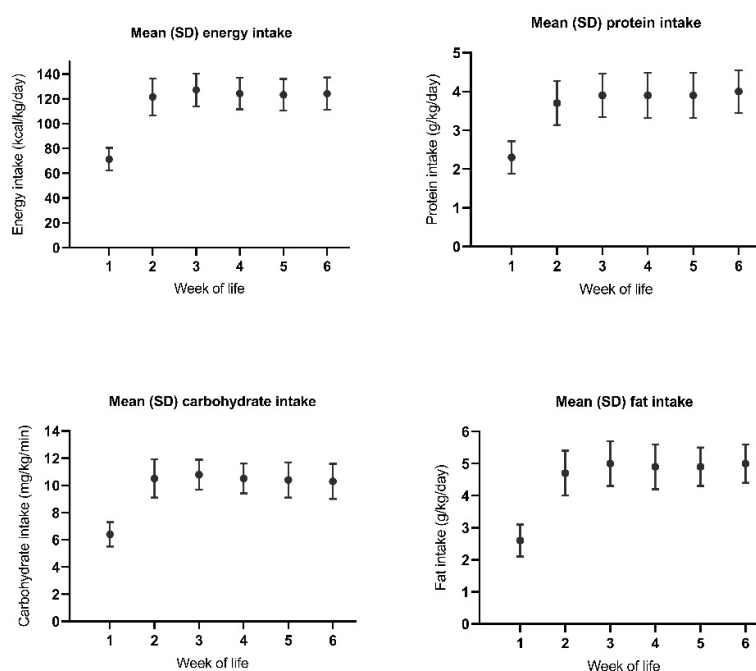 Mean (SD) energy intake
Energy intake (kcal/kg/day)
140
120
100
80
60
40
20
0
1 2 3 4 5 6
Week of life
Mean (SD) protein intake
Protein intake (g/kg/day)
5
4
3
2
1
0
1 2 3 4 5 6
Week of life
Mean (SD) carbohydrate intake
Carbohydrate intake (mg/kg/min)
14
12
10
8
6
4
2
0
1 2 3 4 5 6
Week of life
Mean (SD) fat intake
Fat intake (g/kg/day)
6
5
4
3
2
1
0
1 2 3 4 5 6
Week of life